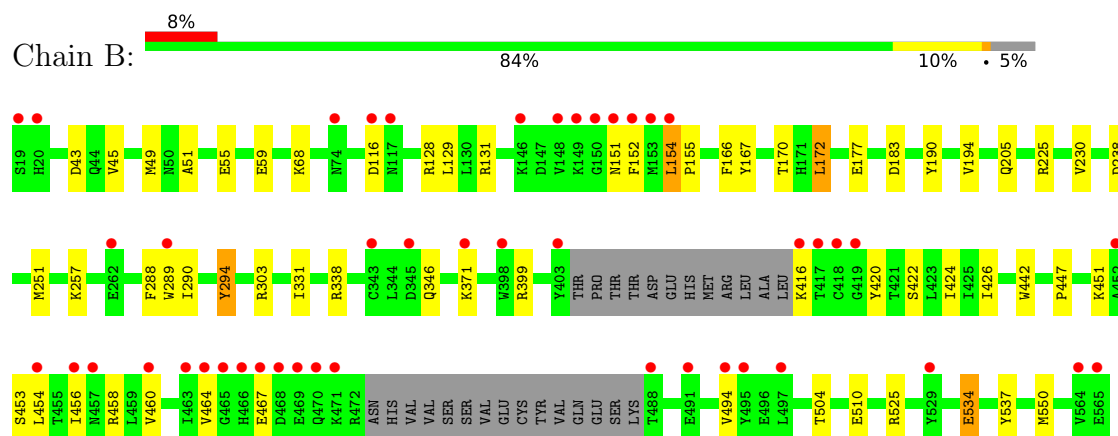 8%
Chain B:
84% 10% • 5%
S19 H20 D43 Q44 V45 M49 N50 A51 E55 E59 K68 N74 D116 N117 R128 L129 L130 R131 K146 D147 V148 K149 G150 N151 F152 M153 L154 P155 F166 Y167 T170 H171 L172 E177 D183 Y190 V194 Q205 R225 V230 D238
M251 K257 E262 F288 W289 I290 Y294 R303 I331 R338 C343 L344 D345 Q346 K371 W398 R399 Y403 THR PRO THR THR ASP GLU HIS MET ARG LEU ALA LEU K416 T417 C418 G419 Y420 T421 S422 L423 I424 I425 I426 W442 P447 K451 A452
S453 L454 T455 I456 N457 R458 L459 V460 I463 V464 G465 H466 E467 D468 E469 Q470 K471 R472 ASN HIS VAL VAL SER SER VAL GLU CYS TYR VAL GLN GLU SER LYS T488 E491 V494 Y495 E496 L497 T504 E510 R525 Y529 E534 Y537 M550 V564 E565